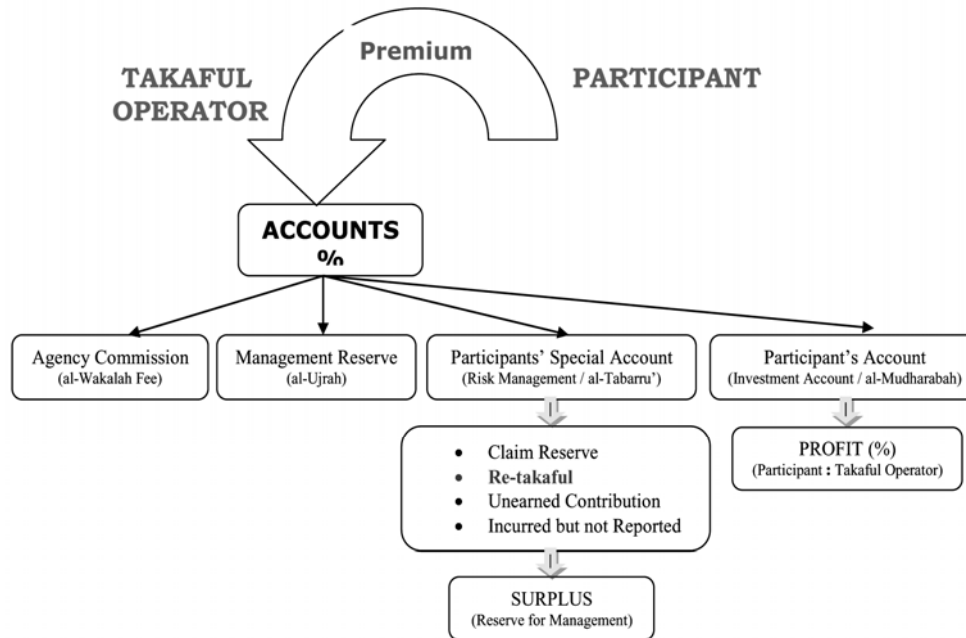 Premium
TAKAFUL
OPERATOR
PARTICIPANT
ACCOUNTS
%
Agency Commission
(al-Wakalah Fee)
Management Reserve
(al-Ujrah)
Participants' Special Account
(Risk Management / al-Tabarru')
Participant's Account
(Investment Account / al-Mudharabah)
• Claim Reserve
• Re-takaful
• Unearned Contribution
• Incurred but not Reported
PROFIT (%)
(Participant : Takaful Operator)
SURPLUS
(Reserve for Management)